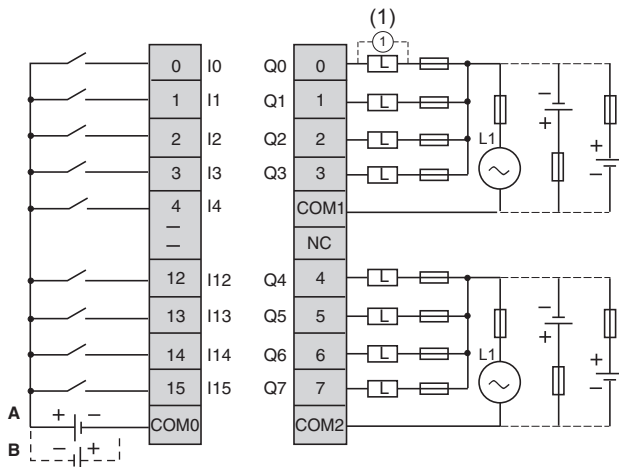 (1)
1
0 I0 Q0 0 L
1 I1 Q1 1 L
2 I2 Q2 2 L L1
3 I3 Q3 3 L
4 I4 COM1
NC
12 I12 Q4 4 L
13 I13 Q5 5 L
14 I14 Q6 6 L L1
15 I15 Q7 7 L
A + − COM0 COM2
B − +
− +
+ −
− +
+ −